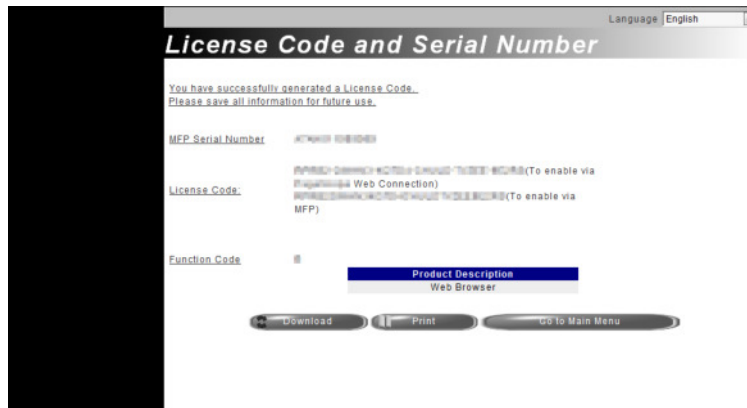 Language English
License Code and Serial Number
You have successfully generated a License Code.
Please save all information for future use.
MFP Serial Number
(To enable via
License Code: Web Connection)
(To enable via
MFP)
Function Code
Product Description
Web Browser
Download Print Go to Main Menu